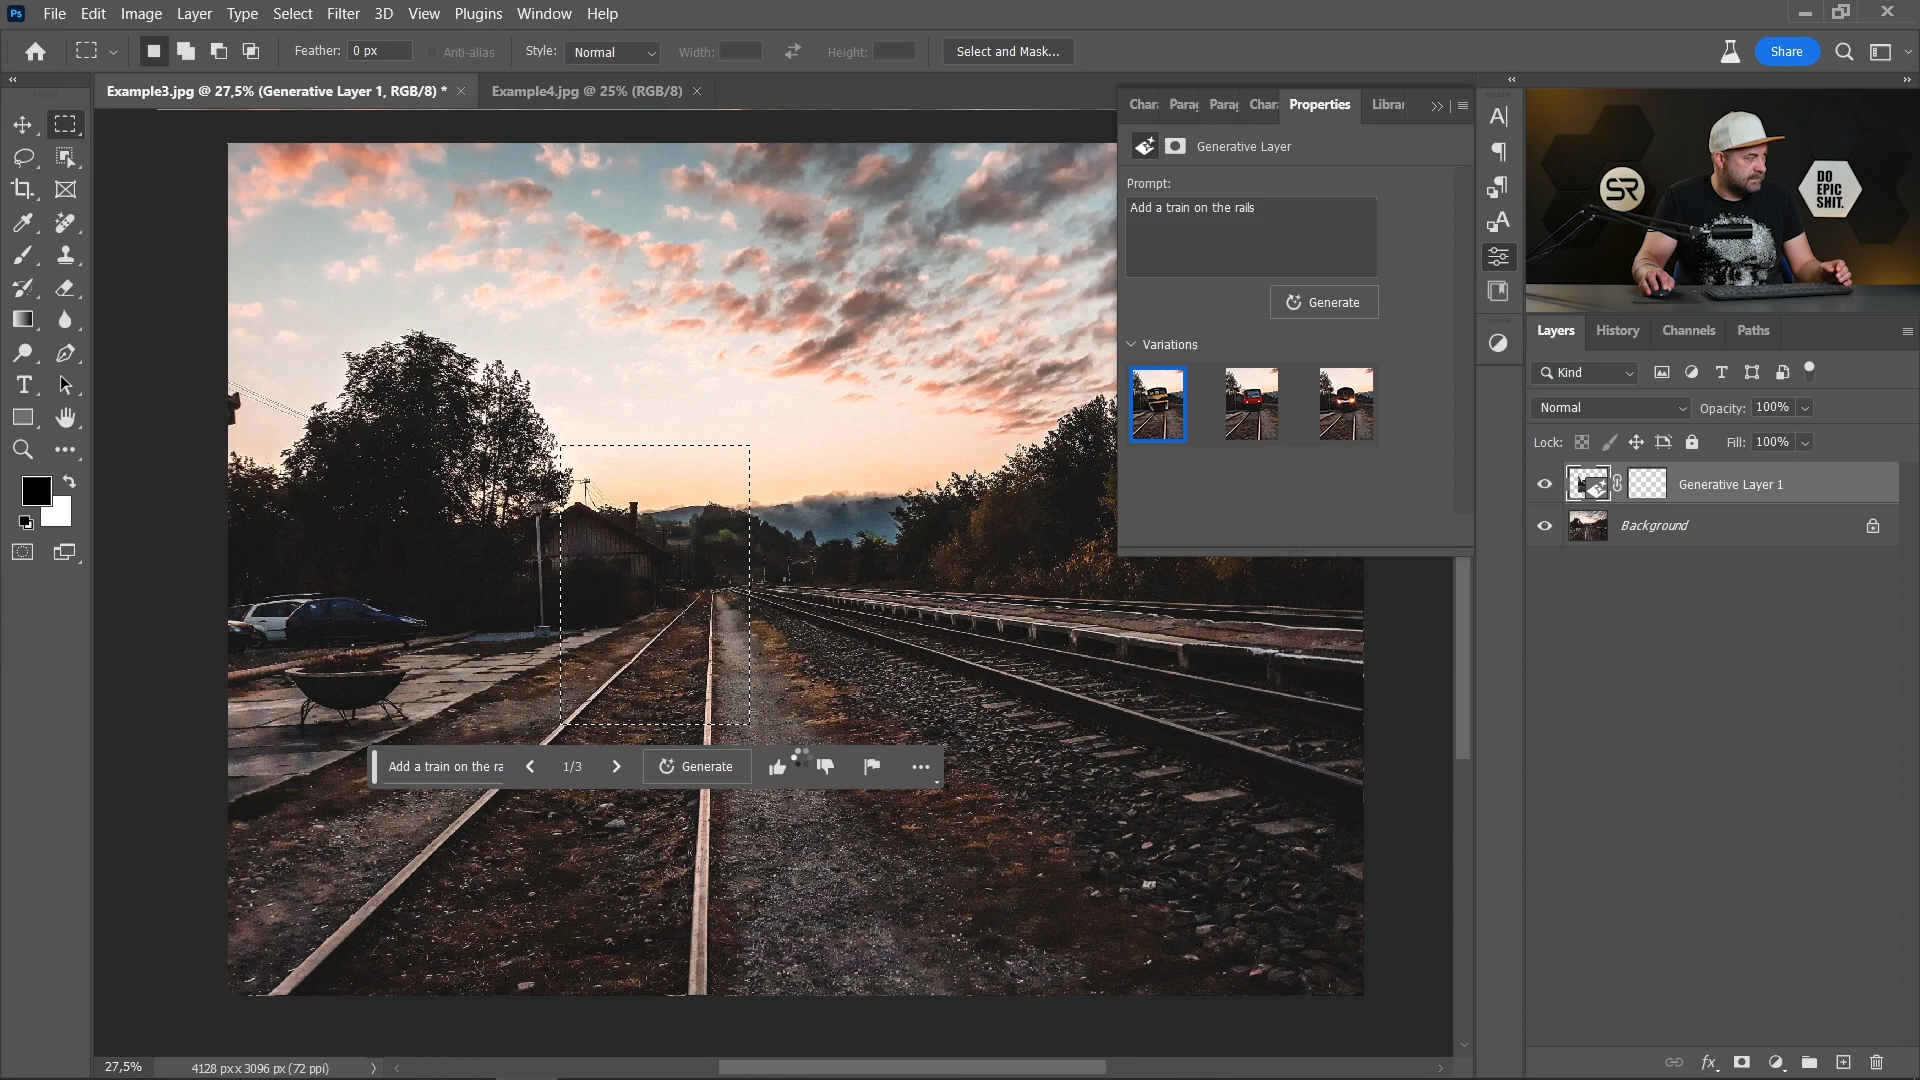 Ps File Edit Image Layer Type Select Filter 3D View Plugins Window Help
Feather: 0 px Anti-alias Style: Normal Width: Height: Select and Mask... Share
Example3.jpg @ 27,5% (Generative Layer 1, RGB/8) * Example4.jpg @ 25% (RGB/8)
Char Parag Parag Char Properties Librar
Generative Layer
Prompt:
Add a train on the rails
Generate
Variations
SR
DO
EPIC
SHIT.
Layers History Channels Paths
Kind
Normal Opacity: 100%
Lock: Fill: 100%
Generative Layer 1
Background
Add a train on the ra 1/3 Generate
27,5% 4128 px x 3096 px (72 ppi)